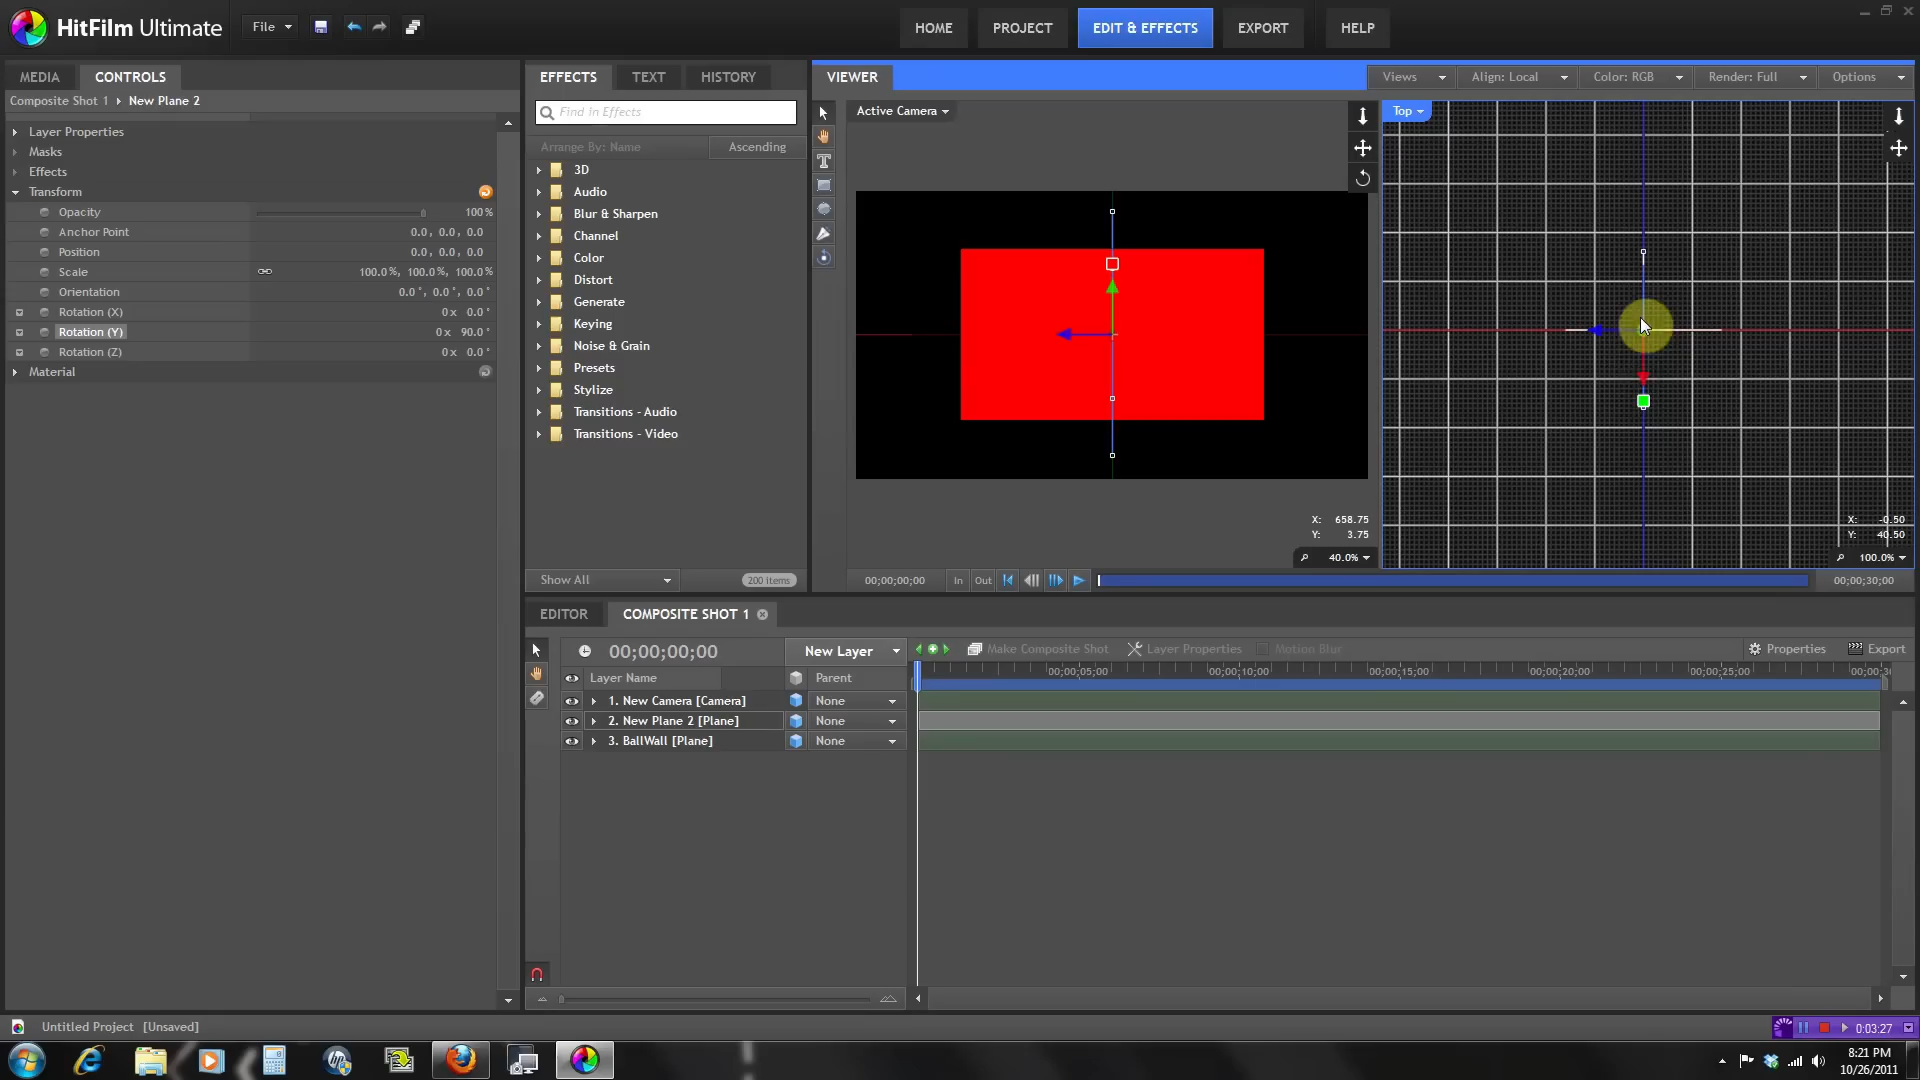 HitFilm Ultimate
File
HOME
PROJECT
EDIT & EFFECTS
EXPORT
HELP
MEDIA
CONTROLS
Composite Shot 1
New Plane 2
Layer Properties
Masks
Effects
Transform
Opacity
100%
Anchor Point
0.0, 0.0, 0.0
Position
0.0, 0.0, 0.0
Scale
100.0%, 100.0%, 100.0%
Orientation
0.0°, 0.0°, 0.0°
Rotation (X)
0x 0.0°
Rotation (Y)
0x 90.0°
Rotation (Z)
0x 0.0°
Material
EFFECTS
TEXT
HISTORY
Find in Effects
Arrange By: Name
Ascending
3D
Audio
Blur & Sharpen
Channel
Color
Distort
Generate
Keying
Noise & Grain
Presets
Stylize
Transitions - Audio
Transitions - Video
Show All
200 items
VIEWER
Views
Align: Local
Color: RGB
Render: Full
Options
Active Camera
X: 658.75
Y: 3.75
40.0%
Top
X: -0.50
Y: 40.50
100.0%
00;00;00;00
In
Out
00;00;30;00
EDITOR
COMPOSITE SHOT 1
00;00;00;00
New Layer
Make Composite Shot
Layer Properties
Motion Blur
Properties
Export
Layer Name
Parent
00;00;05;00
00;00;10;00
00;00;15;00
00;00;20;00
00;00;25;00
00;00;3
1. New Camera [Camera]
None
2. New Plane 2 [Plane]
None
3. BallWall [Plane]
None
Untitled Project [Unsaved]
0:03:27
8:21 PM
10/26/2011